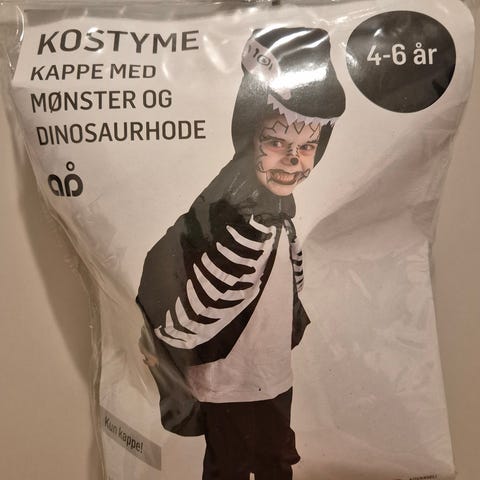 KOSTYME
KAPPE MED
MØNSTER OG
DINOSAURHODE
4-6 år
Kun kappe!